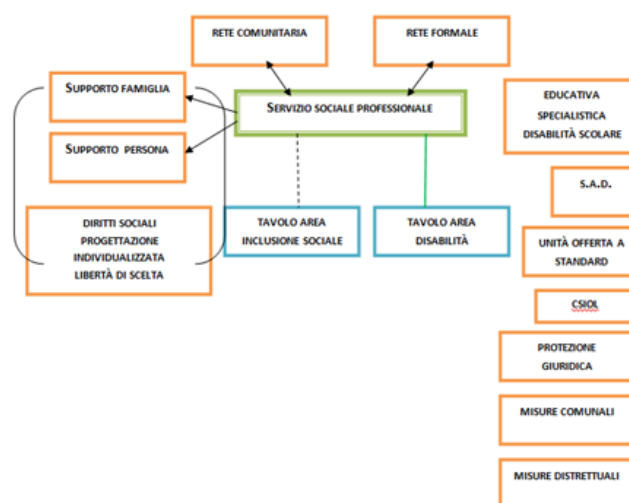 RETE COMUNITARIA
RETE FORMALE
SUPPORTO FAMIGLIA
SERVIZIO SOCIALE PROFESSIONALE
SUPPORTO PERSONA
DIRITTI SOCIALI
PROGETTAZIONE
INDIVIDUALIZZATA
LIBERTÀ DI SCELTA
TAVOLO AREA
INCLUSIONE SOCIALE
TAVOLO AREA
DISABILITÀ
EDUCATIVA
SPECIALISTICA
DISABILITÀ SCOLARE
S.A.D.
UNITÀ OFFERTA A
STANDARD
CSIOL
PROTEZIONE
GIURIDICA
MISURE COMUNALI
MISURE DISTRETTUALI